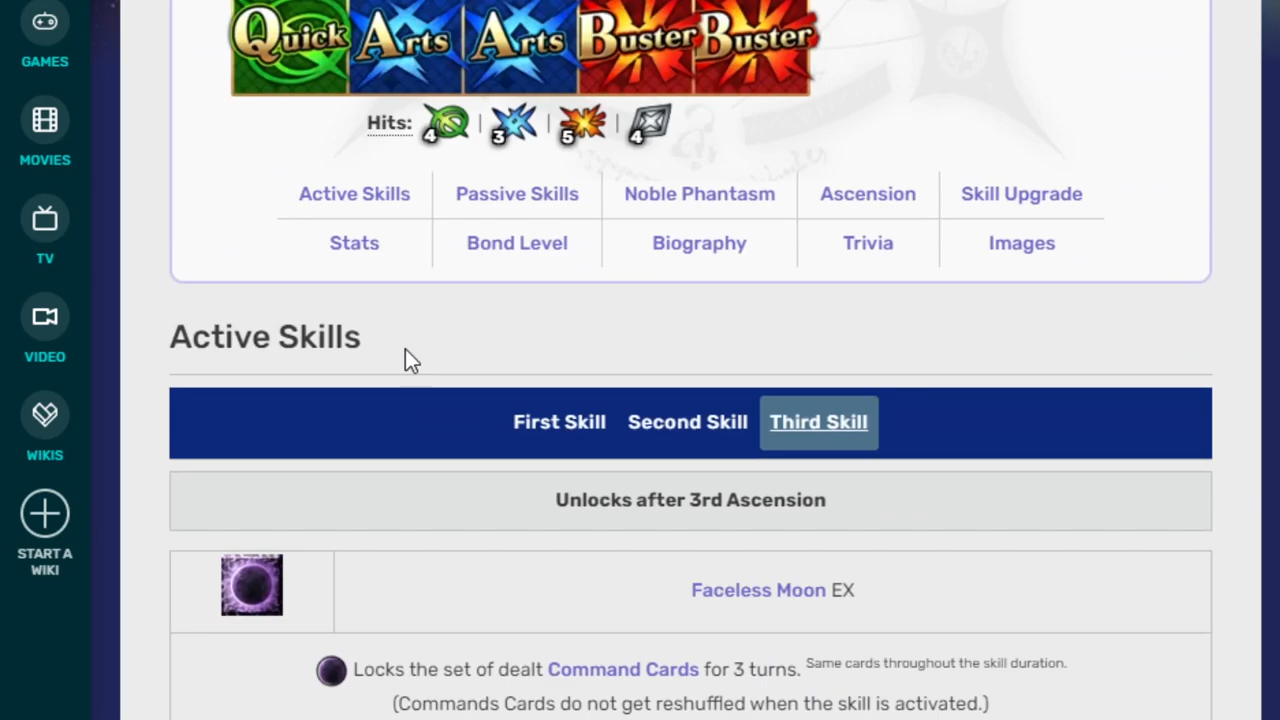 GAMES
MOVIES
TV
VIDEO
WIKIS
START A
WIKI
Quick Arts Arts Buster Buster
Hits: 4 | 3 | 5 | 4
Active Skills Passive Skills Noble Phantasm Ascension Skill Upgrade
Stats Bond Level Biography Trivia Images
Active Skills
First Skill Second Skill Third Skill
Unlocks after 3rd Ascension
Faceless Moon EX
Locks the set of dealt Command Cards for 3 turns. Same cards throughout the skill duration.
(Commands Cards do not get reshuffled when the skill is activated.)